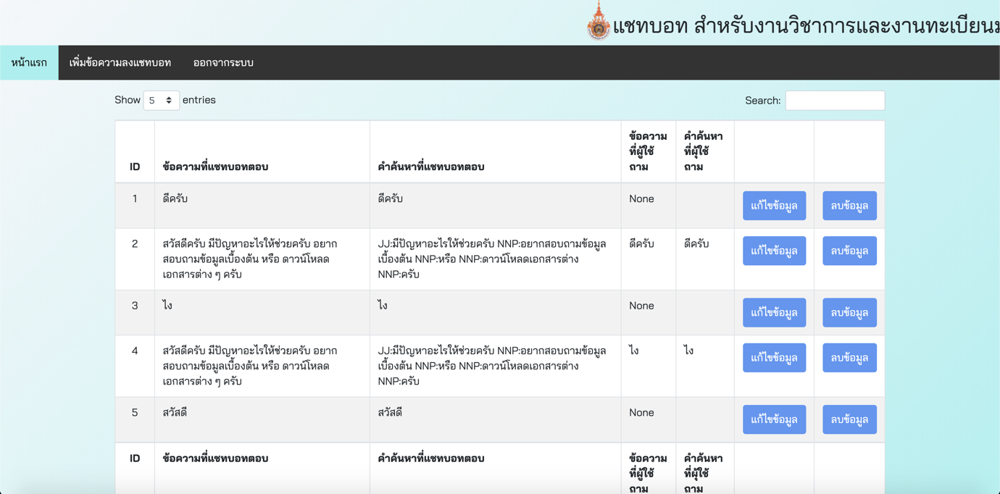 แชทบอท สำหรับงานวิชาการและงานทะเบียน
หน้าแรก เพิ่มข้อความลงแชทบอท ออกจากระบบ
Show 5 entries Search:
ID ข้อความที่แชทบอทตอบ คำค้นหาที่แชทบอทตอบ ข้อความ คำค้นหา
ที่ผู้ใช้ ที่ผุ้ใช้
ถาม ถาม
1 ดีครับ ดีครับ None แก้ไขข้อมูล ลบข้อมูล
2 สวัสดีครับ มีปัญหาอะไรให้ช่วยครับ อยาก JJ:มีปัญหาอะไรให้ช่วยครับ NNP:อยากสอบถามข้อมูล ดีครับ ดีครับ แก้ไขข้อมูล ลบข้อมูล
สอบถามข้อมูลเบื้องต้น หรือ ดาวน์โหลด เบื้องต้น NNP:หรือ NNP:ดาวน์โหลดเอกสารต่าง
เอกสารต่าง ๆ ครับ NNP:ครับ
3 ไง ไง None แก้ไขข้อมูล ลบข้อมูล
4 สวัสดีครับ มีปัญหาอะไรให้ช่วยครับ อยาก JJ:มีปัญหาอะไรให้ช่วยครับ NNP:อยากสอบถามข้อมูล ไง ไง แก้ไขข้อมูล ลบข้อมูล
สอบถามข้อมูลเบื้องต้น หรือ ดาวน์โหลด เบื้องต้น NNP:หรือ NNP:ดาวน์โหลดเอกสารต่าง
เอกสารต่าง ๆ ครับ NNP:ครับ
5 สวัสดี สวัสดี None แก้ไขข้อมูล ลบข้อมูล
ID ข้อความที่แชทบอทตอบ คำค้นหาที่แชทบอทตอบ ข้อความ คำค้นหา
ที่ผู้ใช้ ที่ผุ้ใช้
ถาม ถาม